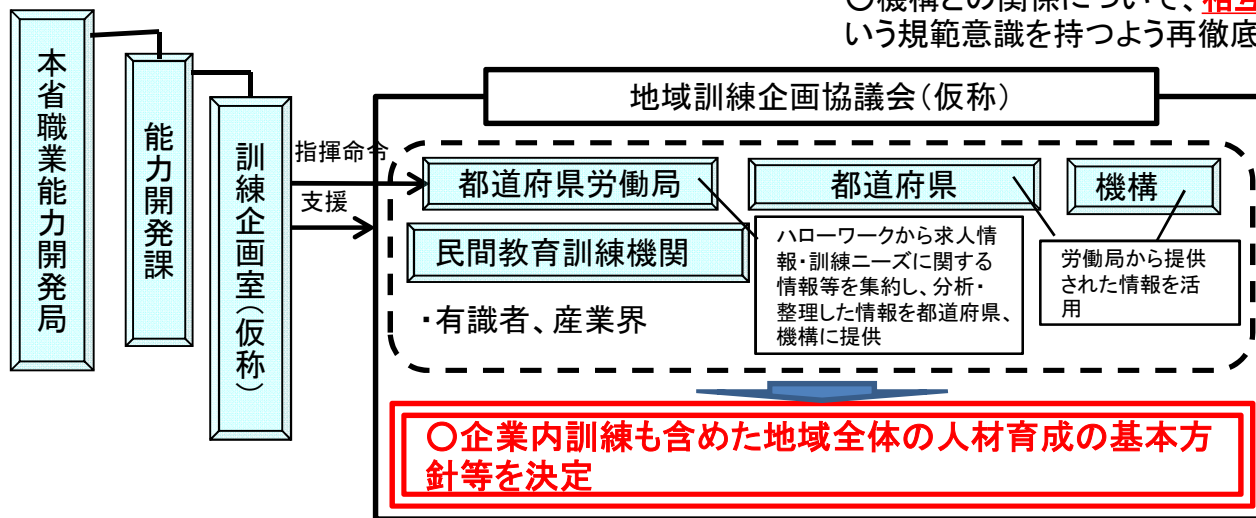 〇機構との関係について、相互
いう規範意識を持つよう再徹底
本省職業能力開発局
能力開発課
訓練企画室(仮称)
地域訓練企画協議会(仮称)
指揮命令
支援
都道府県労働局
都道府県
機構
民間教育訓練機関
・有識者、産業界
ハローワークから求人情
報・訓練ニーズに関する
情報等を集約し、分析・
整理した情報を都道府県、
機構に提供
労働局から提供
された情報を活
用
〇企業内訓練も含めた地域全体の人材育成の基本方
針等を決定